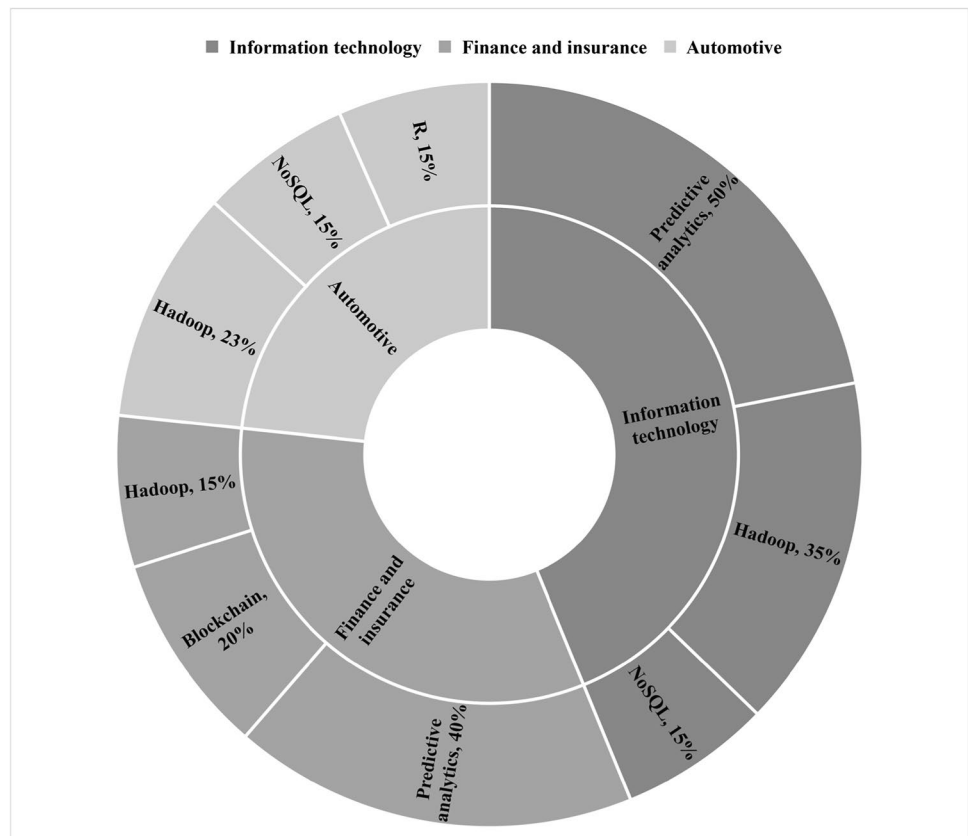 Information technology Finance and insurance Automotive
Predictive
analytics, 50%
Hadoop, 35%
NoSQL, 15%
Information
technology
Predictive
analytics, 40%
Blockchain,
20%
Hadoop, 15%
Finance and
insurance
Hadoop, 23%
NoSQL, 15%
R, 15%
Automotive